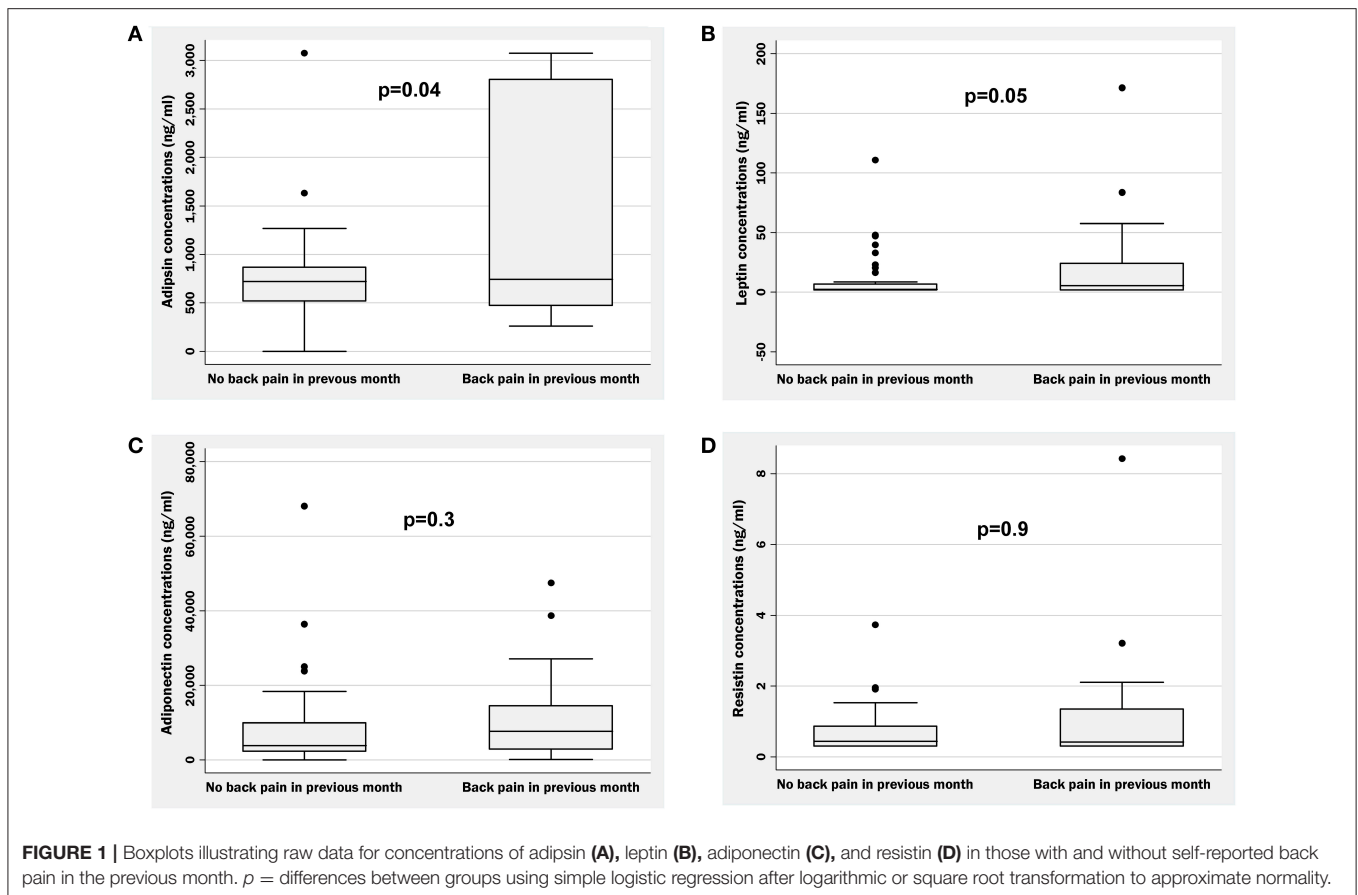 A
Adipsin concentrations (ng/ml)
3,000
2,500
2,000
1,500
1,000
500
0
p=0.04
No back pain in prevous month
Back pain in previous month
B
Leptin concentrations (ng/ml)
200
150
100
50
0
-50
p=0.05
No back pain in previous month
Back pain in previous month
C
Adiponectin concentrations (ng/ml)
80,000
60,000
40,000
20,000
0
p=0.3
No back pain in previous month
Back pain in previous month
D
Resistin concentrations (ng/ml)
8
6
4
2
0
p=0.9
No back pain in previous month
Back pain in previous month
FIGURE 1 | Boxplots illustrating raw data for concentrations of adipsin (A), leptin (B), adiponectin (C), and resistin (D) in those with and without self-reported back
pain in the previous month. p = differences between groups using simple logistic regression after logarithmic or square root transformation to approximate normality.